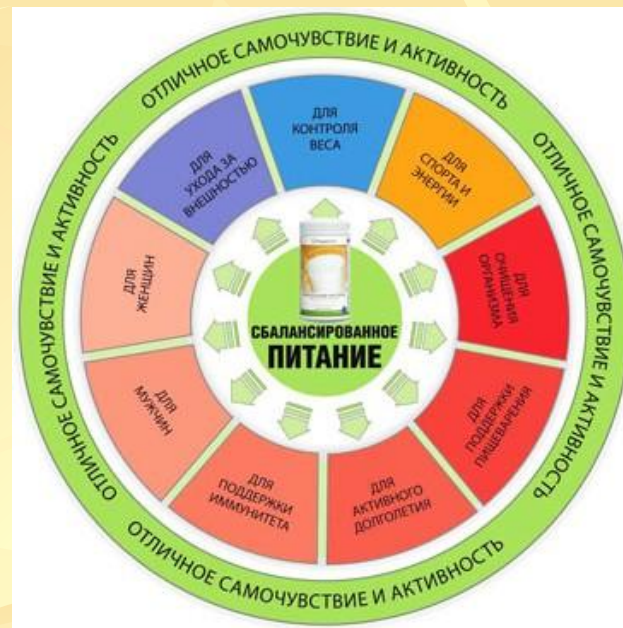 ОТЛИЧНОЕ САМОЧУВСТВИЕ И АКТИВНОСТЬ
ОТЛИЧНОЕ САМОЧУВСТВИЕ И АКТИВНОСТЬ
ОТЛИЧНОЕ САМОЧУВСТВИЕ И АКТИВНОСТЬ
ОТЛИЧНОЕ САМОЧУВСТВИЕ И АКТИВНОСТЬ
ДЛЯ
КОНТРОЛЯ
ВЕСА
ДЛЯ
СПОРТА И
ЭНЕРГИИ
ДЛЯ
ОЧИЩЕНИЯ
ОРГАНИЗМА
ДЛЯ
ПОДДЕРЖКИ
ПИЩЕВАРЕНИЯ
ДЛЯ
АКТИВНОГО
ДОЛГОЛЕТИЯ
ДЛЯ
ПОДДЕРЖКИ
ИММУНИТЕТА
ДЛЯ
МУЖЧИН
ДЛЯ
ЖЕНЩИН
ДЛЯ
УХОДА ЗА
ВНЕШНОСТЬЮ
СБАЛАНСИРОВАННОЕ
ПИТАНИЕ